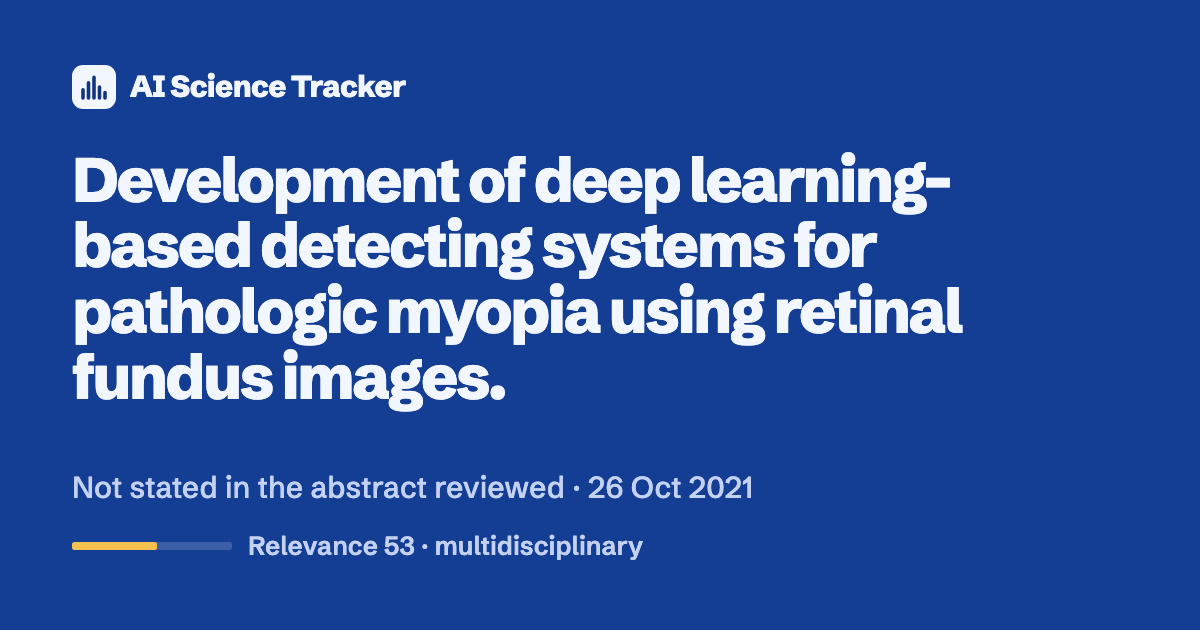 AI Science Tracker
Development of deep learning-
based detecting systems for
pathologic myopia using retinal
fundus images.
Not stated in the abstract reviewed · 26 Oct 2021
Relevance 53 · multidisciplinary